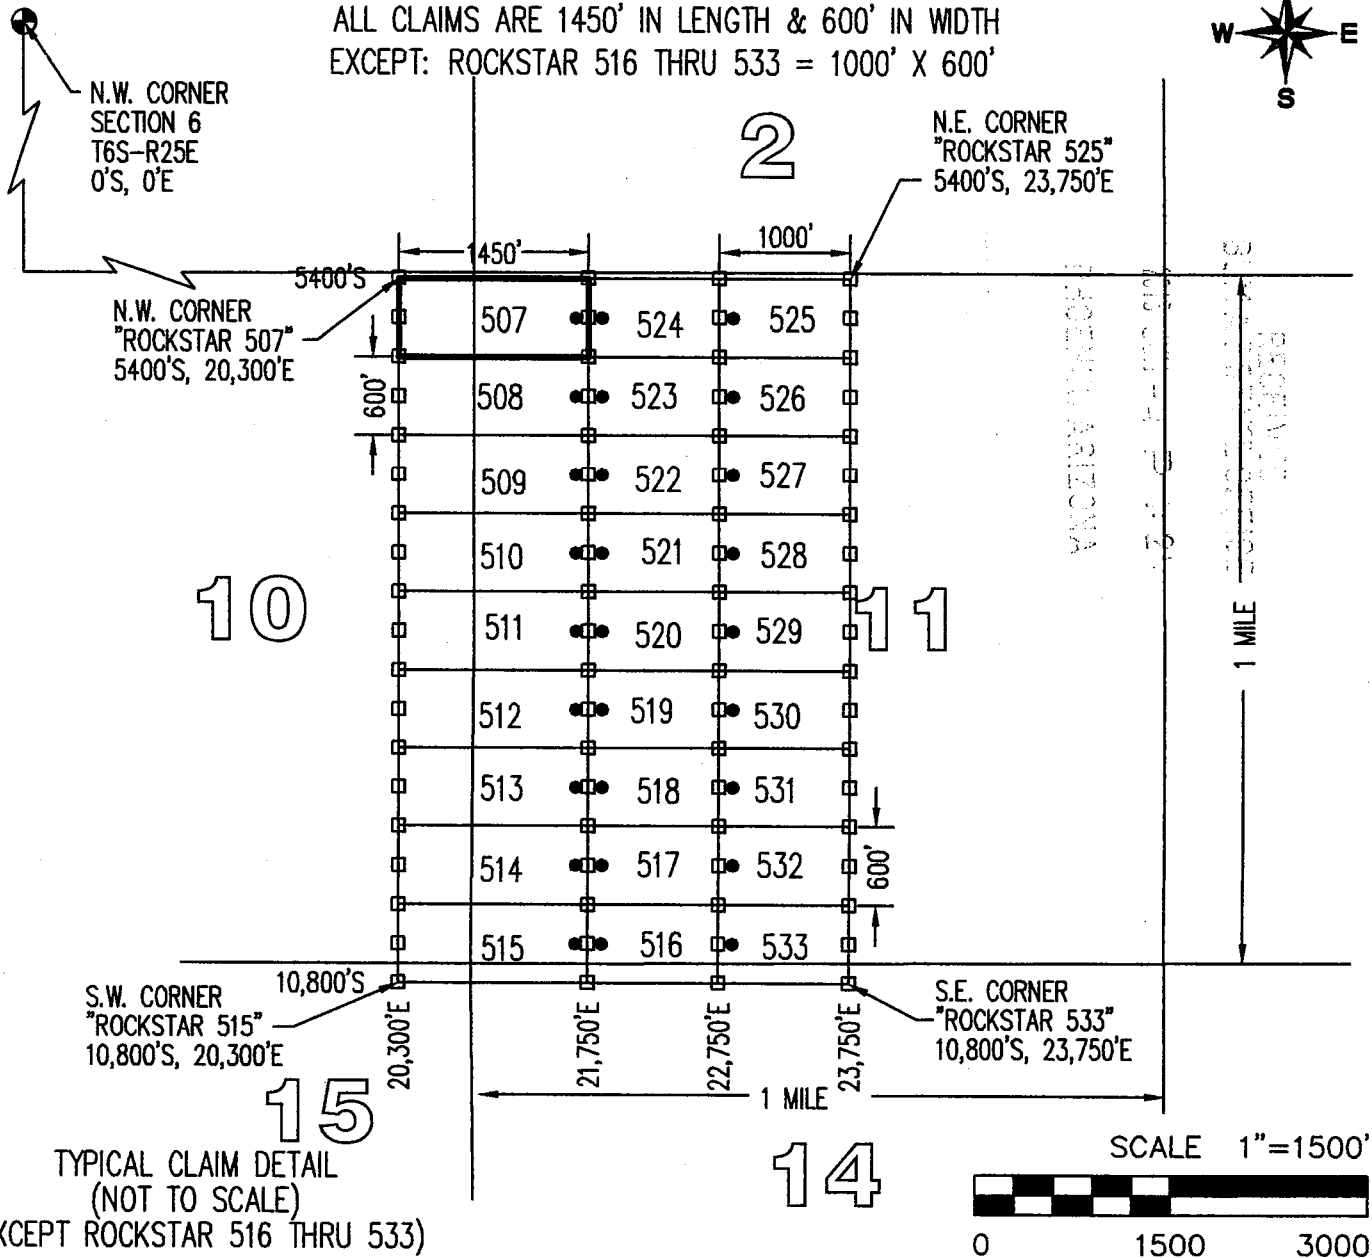 ALL CLAIMS ARE 1450' IN LENGTH & 600' IN WIDTH
EXCEPT: ROCKSTAR 516 THRU 533 = 1000' X 600'
W E
S
N.W. CORNER
SECTION 6
T6S-R25E
0'S, 0'E
2
N.E. CORNER
"ROCKSTAR 525"
5400'S, 23,750'E
1450'
1000'
5400'S
N.W. CORNER
"ROCKSTAR 507"
5400'S, 20,300'E
600'
507 524 525
508 523 526
509 522 527
510 521 528
10
11
511 520 529
512 519 530
513 518 531
514 517 532
600'
515 516 533
ARIZONA
1 MILE
10,800'S
S.W. CORNER
"ROCKSTAR 515"
10,800'S, 20,300'E
20,300'E
21,750'E
22,750'E
23,750'E
S.E. CORNER
"ROCKSTAR 533"
10,800'S, 23,750'E
1 MILE
15
14
TYPICAL CLAIM DETAIL
(NOT TO SCALE)
XCEPT ROCKSTAR 516 THRU 533)
SCALE 1"=1500'
0 1500 3000